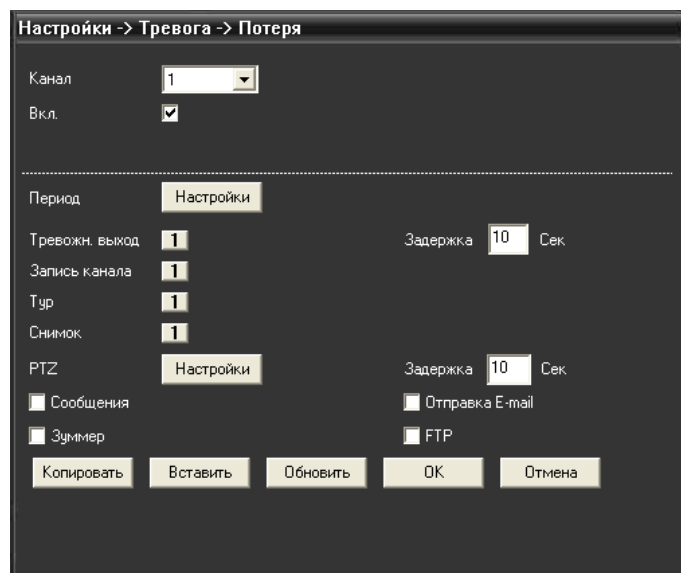 Настройки -> Тревога -> Потеря
Канал 1
Вкл.
Период Настройки
Тревожн. выход 1 Задержка 10 Сек
Запись канала 1
Тур 1
Снимок 1
PTZ Настройки Задержка 10 Сек
Сообщения Отправка E-mail
Зуммер FTP
Копировать Вставить Обновить OK Отмена